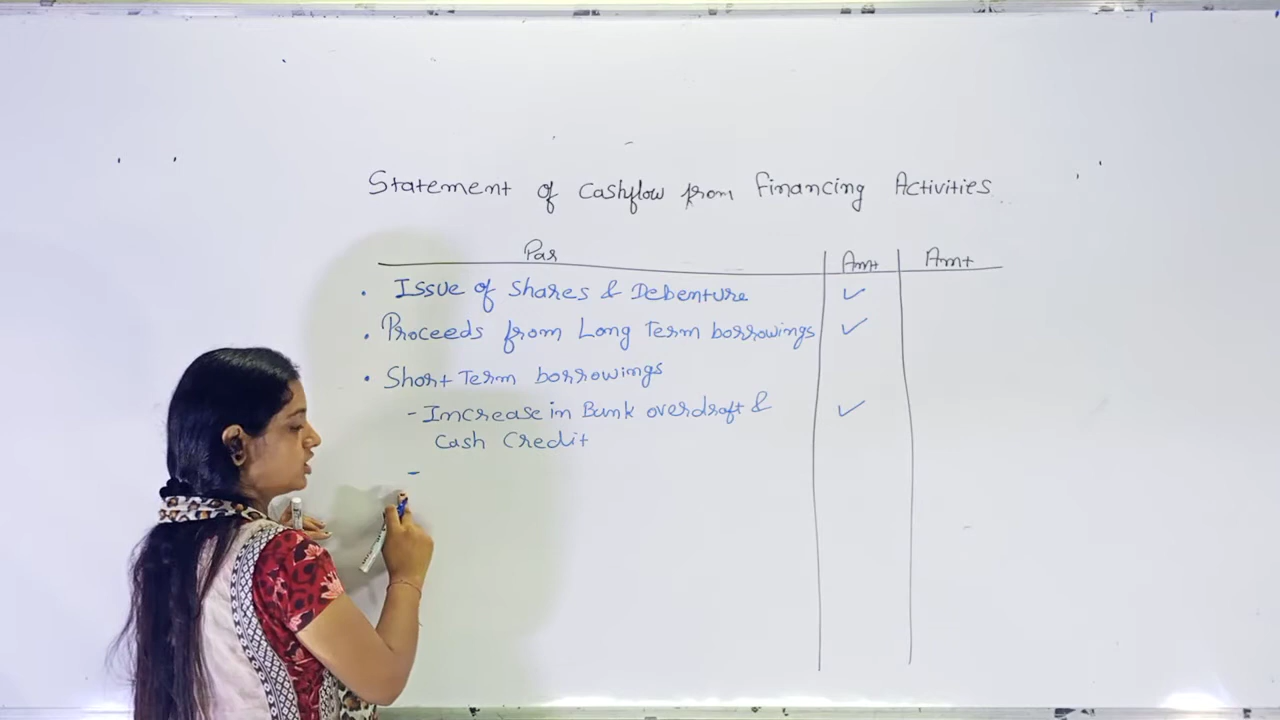 Statement of Cashflow from Financing Activities
Par Amt Amt
• Issue of Shares & Debenture ✓
• Proceeds from Long Term borrowings ✓
• Short Term borrowings
- Increase in Bank overdraft & ✓
Cash Credit
-